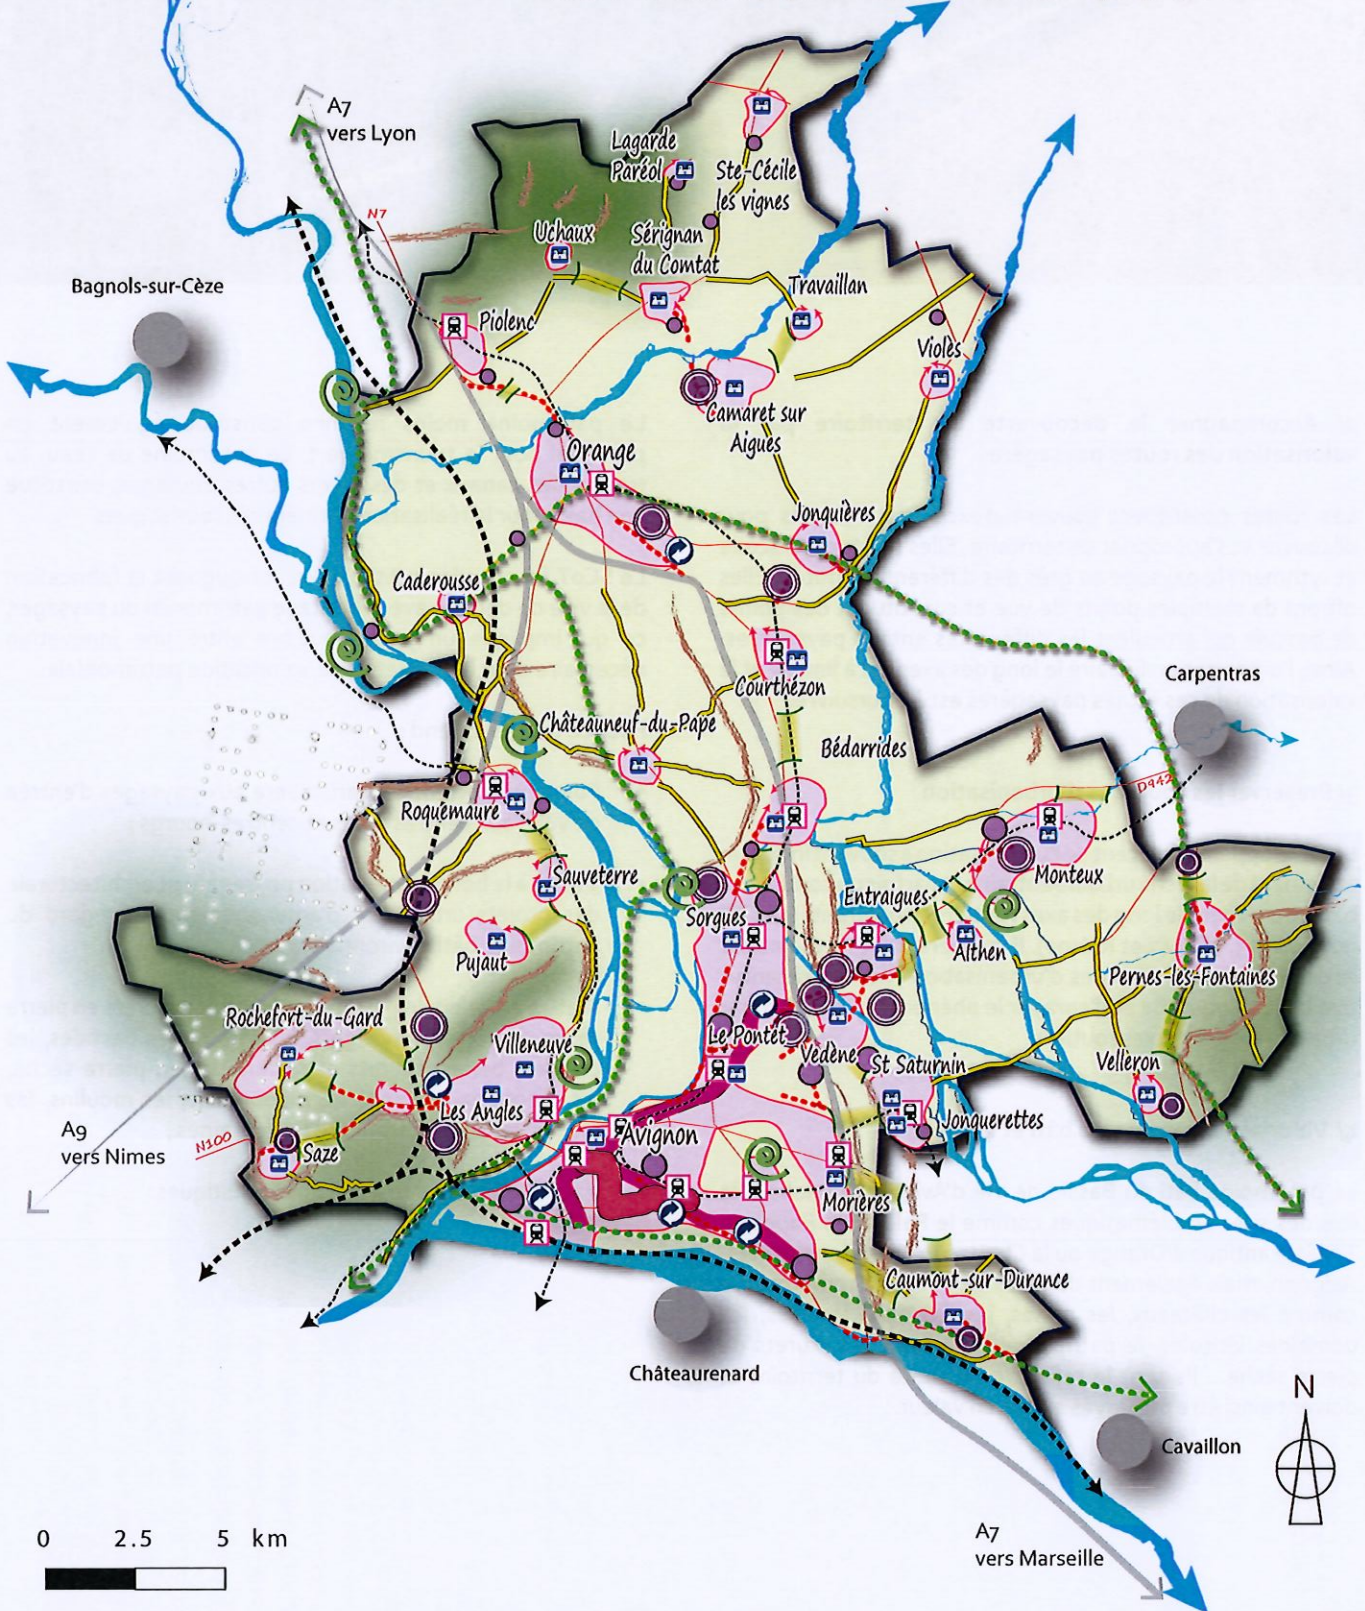 A7
vers Lyon
N7
Lagarde
Paréol
Ste-Cécile
les vignes
Uchaux
Sérignan
du Comtat
Bagnols-sur-Cèze
Travaillan
Piolenc
Violès
Camaret sur
Aigues
Orange
Jonquières
Caderousse
Carpentras
Courthézon
Châteauneuf-du-Pape
Bédarrides
D942
Roquemaure
Monteux
Sauveterre
Entraigues
Sorgues
Althen
Pujaut
Pernes-les-Fontaines
Rochefort-du-Gard
Villeneuve
Le Pontet
Vedène
St Saturnin
Velleron
Les Angles
Jonquerettes
A9
vers Nimes
N100
Saze
Avignon
Morières
Caumont-sur-Durance
Châteaurenard
N
Cavaillon
0 2.5 5 km
A7
vers Marseille